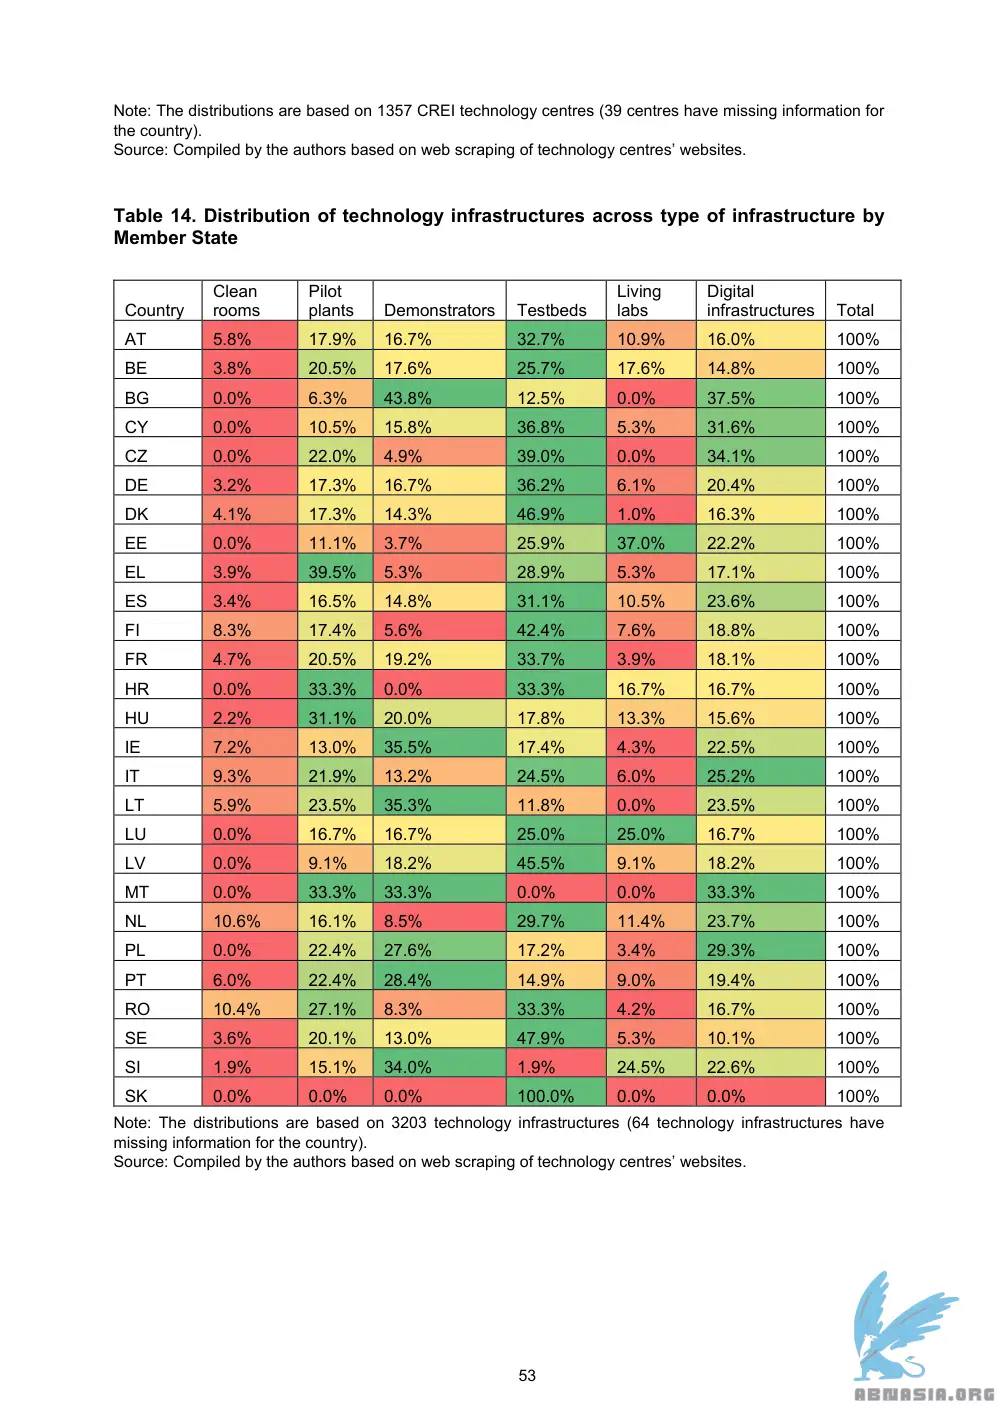 Note: The distributions are based on 1357 CREI technology centres (39 centres have missing information for
the country).
Source: Compiled by the authors based on web scraping of technology centres’ websites.
Table 14. Distribution of technology infrastructures across type of infrastructure by
Member State
Country Clean rooms Pilot plants Demonstrators Testbeds Living labs Digital infrastructures Total
AT 5.8% 17.9% 16.7% 32.7% 10.9% 16.0% 100%
BE 3.8% 20.5% 17.6% 25.7% 17.6% 14.8% 100%
BG 0.0% 6.3% 43.8% 12.5% 0.0% 37.5% 100%
CY 0.0% 10.5% 15.8% 36.8% 5.3% 31.6% 100%
CZ 0.0% 22.0% 4.9% 39.0% 0.0% 34.1% 100%
DE 3.2% 17.3% 16.7% 36.2% 6.1% 20.4% 100%
DK 4.1% 17.3% 14.3% 46.9% 1.0% 16.3% 100%
EE 0.0% 11.1% 3.7% 25.9% 37.0% 22.2% 100%
EL 3.9% 39.5% 5.3% 28.9% 5.3% 17.1% 100%
ES 3.4% 16.5% 14.8% 31.1% 10.5% 23.6% 100%
FI 8.3% 17.4% 5.6% 42.4% 7.6% 18.8% 100%
FR 4.7% 20.5% 19.2% 33.7% 3.9% 18.1% 100%
HR 0.0% 33.3% 0.0% 33.3% 16.7% 16.7% 100%
HU 2.2% 31.1% 20.0% 17.8% 13.3% 15.6% 100%
IE 7.2% 13.0% 35.5% 17.4% 4.3% 22.5% 100%
IT 9.3% 21.9% 13.2% 24.5% 6.0% 25.2% 100%
LT 5.9% 23.5% 35.3% 11.8% 0.0% 23.5% 100%
LU 0.0% 16.7% 16.7% 25.0% 25.0% 16.7% 100%
LV 0.0% 9.1% 18.2% 45.5% 9.1% 18.2% 100%
MT 0.0% 33.3% 33.3% 0.0% 0.0% 33.3% 100%
NL 10.6% 16.1% 8.5% 29.7% 11.4% 23.7% 100%
PL 0.0% 22.4% 27.6% 17.2% 3.4% 29.3% 100%
PT 6.0% 22.4% 28.4% 14.9% 9.0% 19.4% 100%
RO 10.4% 27.1% 8.3% 33.3% 4.2% 16.7% 100%
SE 3.6% 20.1% 13.0% 47.9% 5.3% 10.1% 100%
SI 1.9% 15.1% 34.0% 1.9% 24.5% 22.6% 100%
SK 0.0% 0.0% 0.0% 100.0% 0.0% 0.0% 100%
Note: The distributions are based on 3203 technology infrastructures (64 technology infrastructures have
missing information for the country).
Source: Compiled by the authors based on web scraping of technology centres’ websites.
53
ABNASIA.ORG